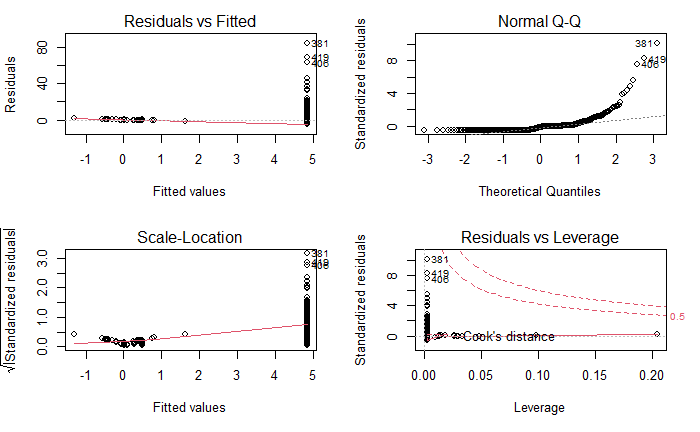 Residuals vs Fitted
Residuals
0 40 80
381
419
406
-1 0 1 2 3 4 5
Fitted values
Normal Q-Q
Standardized residuals
0 4 8
381
419
406
-3 -2 -1 0 1 2 3
Theoretical Quantiles
Scale-Location
√|Standardized residuals|
0.0 1.0 2.0 3.0
381
419
406
-1 0 1 2 3 4 5
Fitted values
Residuals vs Leverage
Standardized residuals
0 4 8
381
419
406
Cook's distance
0.5
0.00 0.05 0.10 0.15 0.20
Leverage